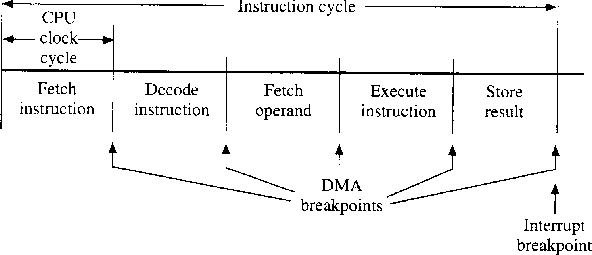 Instruction cycle
CPU
clock
cycle
Fetch
instruction
Decode
instruction
Fetch
operand
Execute
instruction
Store
result
DMA
breakpoints
Interrupt
breakpoint